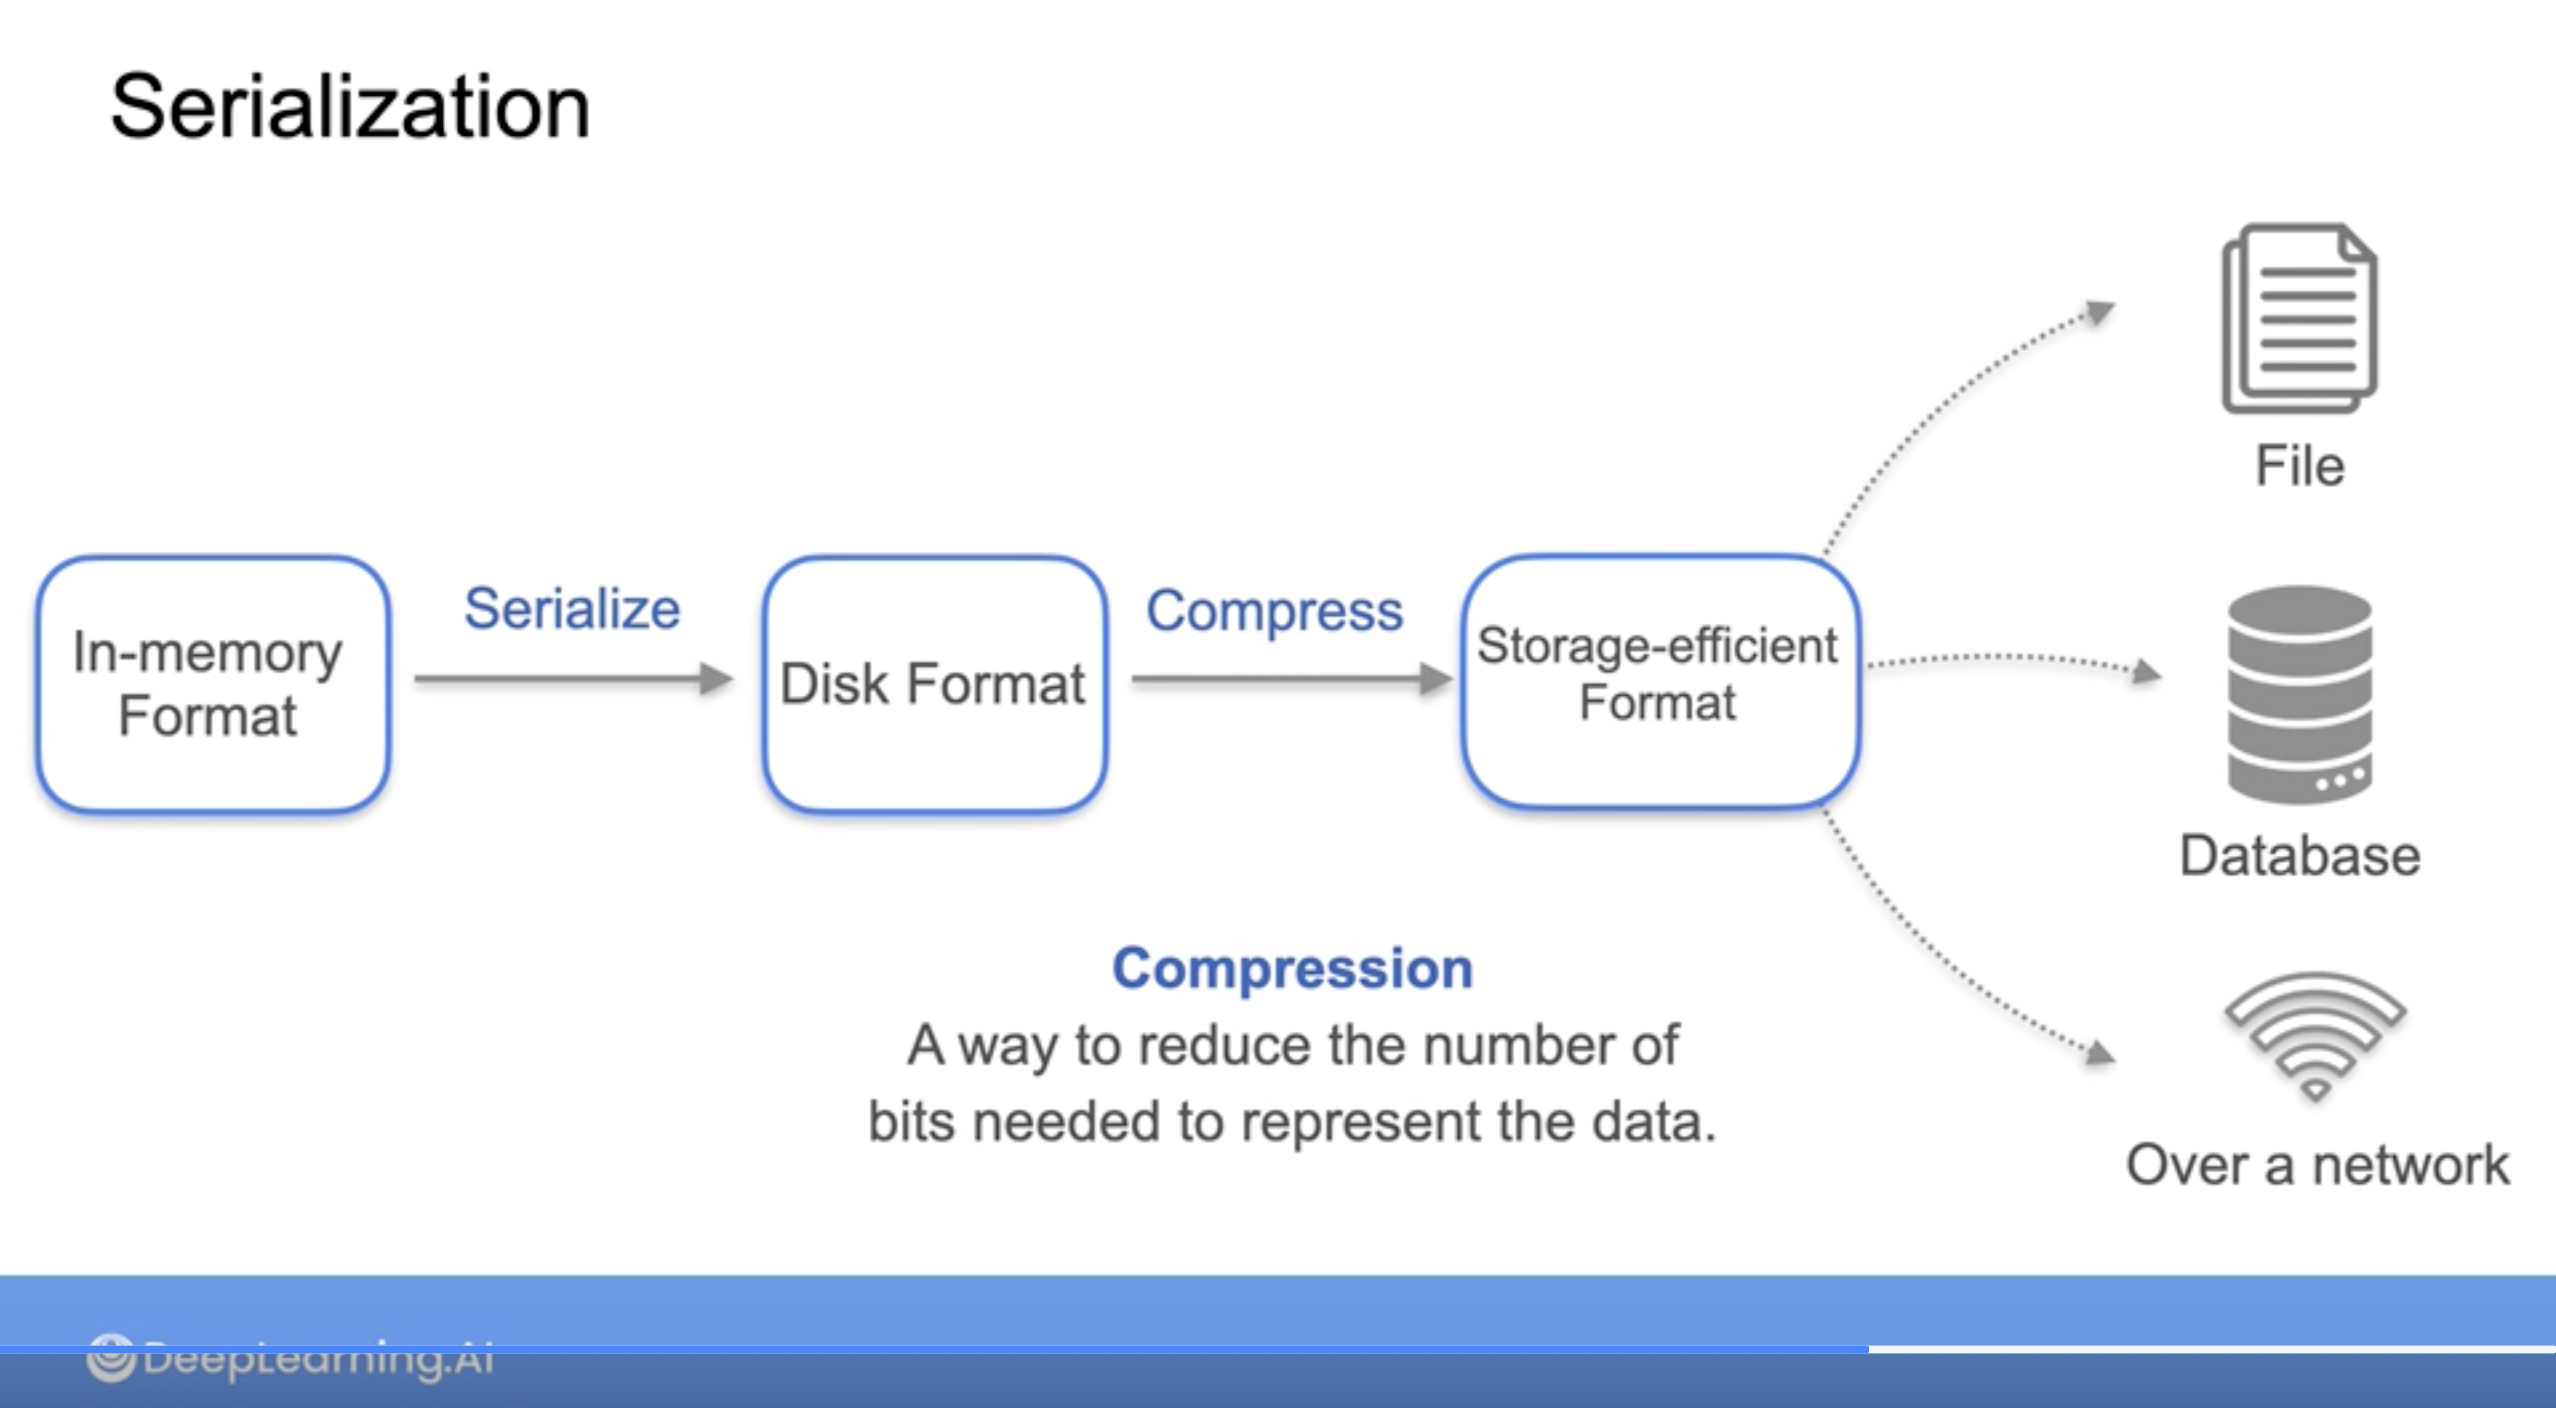 Serialization
In-memory
Format
Serialize
Disk Format
Compress
Storage-efficient
Format
File
Database
Over a network
Compression
A way to reduce the number of
bits needed to represent the data.
DeepLearning.AI